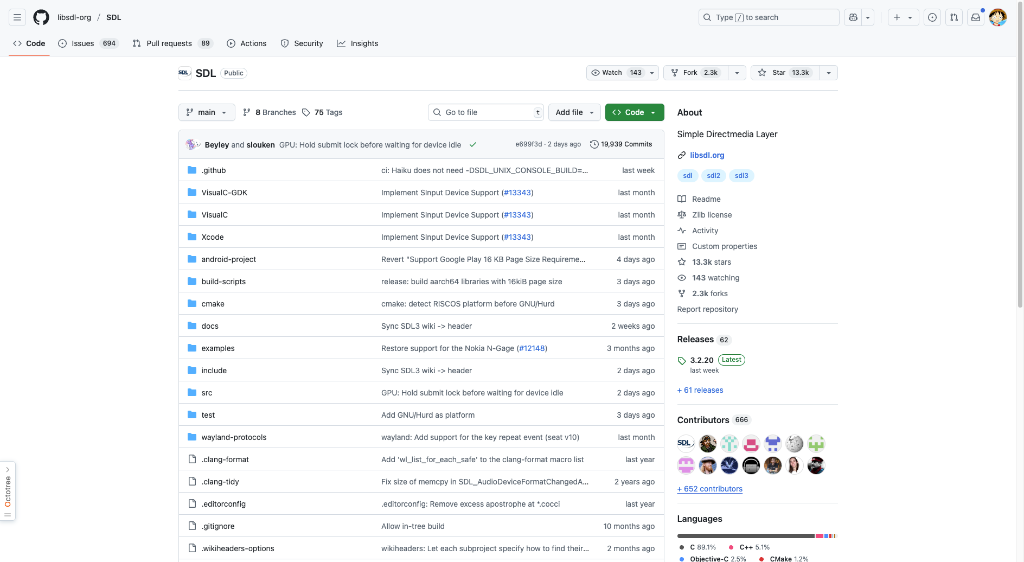 libsdl-org / SDL
Type / to search
Code
Issues 694
Pull requests 89
Actions
Security
Insights
SDL SDL Public
Watch 143
Fork 2.3k
Star 13.3k
main
8 Branches
75 Tags
Go to file t
Add file
Code
Beyley and slouken GPU: Hold submit lock before waiting for device idle
e699f3d · 2 days ago
19,939 Commits
.github ci: Haiku does not need -DSDL_UNIX_CONSOLE_BUILD=... last week
VisualC-GDK Implement SInput Device Support (#13343) last month
VisualC Implement SInput Device Support (#13343) last month
Xcode Implement SInput Device Support (#13343) last month
android-project Revert "Support Google Play 16 KB Page Size Requireme... 4 days ago
build-scripts release: build aarch64 libraries with 16kiB page size 3 days ago
cmake cmake: detect RISCOS platform before GNU/Hurd 3 days ago
docs Sync SDL3 wiki -> header 2 weeks ago
examples Restore support for the Nokia N-Gage (#12148) 3 months ago
include Sync SDL3 wiki -> header 2 days ago
src GPU: Hold submit lock before waiting for device idle 2 days ago
test Add GNU/Hurd as platform 3 days ago
wayland-protocols wayland: Add support for the key repeat event (seat v10) last month
.clang-format Add 'wl_list_for_each_safe' to the clang-format macro list last year
.clang-tidy Fix size of memcpy in SDL_AudioDeviceFormatChangedA... 2 years ago
.editorconfig .editorconfig: Remove excess apostrophe at *.cocci last year
.gitignore Allow in-tree build 10 months ago
.wikiheaders-options wikiheaders: Let each subproject specify how to find their... 2 months ago
About
Simple Directmedia Layer
libsdl.org
sdl sdl2 sdl3
Readme
Zlib license
Activity
Custom properties
13.3k stars
143 watching
2.3k forks
Report repository
Releases 62
3.2.20 Latest
last week
+ 61 releases
Contributors 666
SDL
+ 652 contributors
Languages
C 89.1% C++ 5.1%
Objective-C 2.5% CMake 1.2%
Octotree